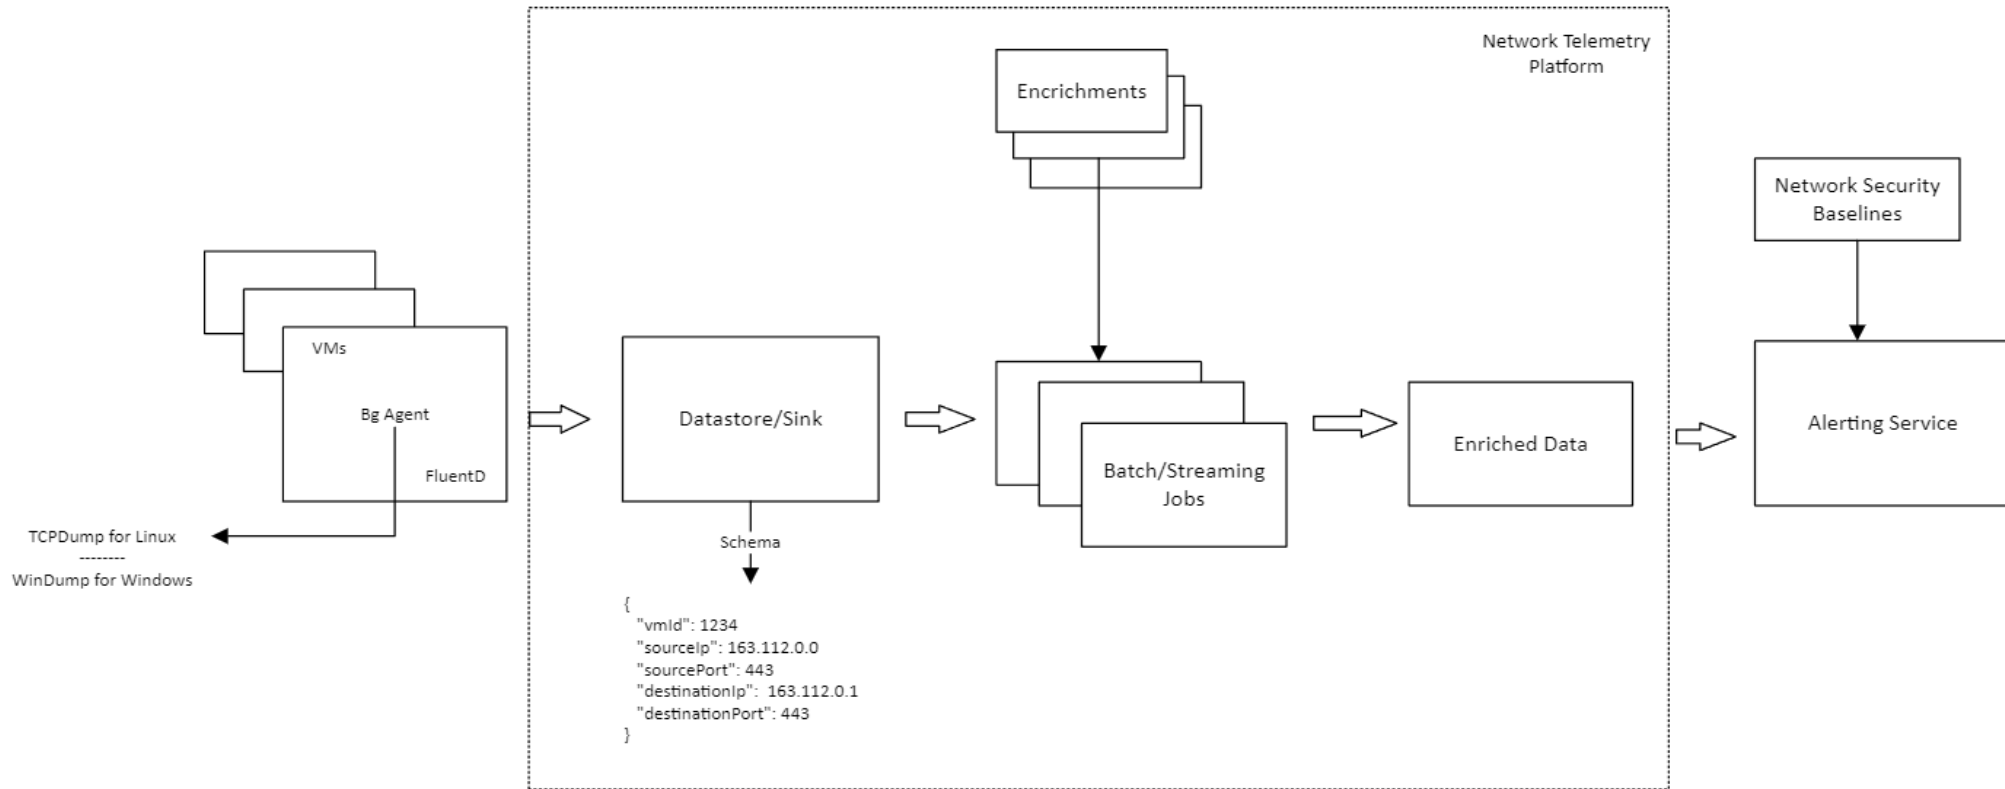 Network Telemetry
Platform
Encrichments
Network Security
Baselines
VMs
Bg Agent
FluentD
Datastore/Sink
Batch/Streaming
Jobs
Enriched Data
Alerting Service
TCPDump for Linux
--------
WinDump for Windows
Schema
{
"vmId": 1234
"sourceIp": 163.112.0.0
"sourcePort": 443
"destinationIp": 163.112.0.1
"destinationPort": 443
}